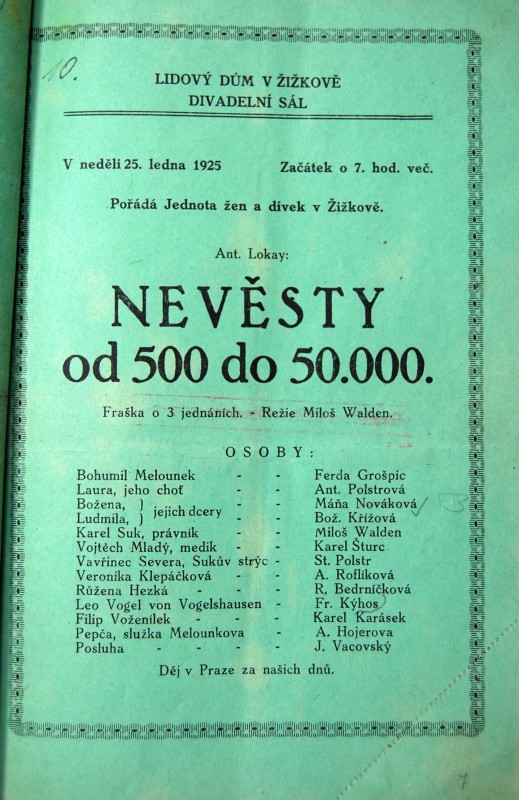 10.
LIDOVÝ DŮM V ŽIŽKOVĚ
DIVADELNÍ SÁL
V neděli 25. ledna 1925 Začátek o 7. hod. več.
Pořádá Jednota žen a dívek v Žižkově.
Ant. Lokay:
NEVĚSTY
od 500 do 50.000.
Fraška o 3 jednáních. - Režie Miloš Walden.
OSOBY:
Bohumil Melounek - - Ferda Grošpic
Laura, jeho choť - - Ant. Polstrová
Božena, ) jejich dcery - - Máňa Nováková
Ludmila, ) - - Bož. Křížová
Karel Suk, právník - - Miloš Walden
Vojtěch Mladý, medik - - Karel Šturc
Vavřinec Severa, Sukův strýc - St. Polstr
Veronika Klepáčková - - A. Roflíková
Růžena Hezká - - - R. Bedrníčková
Leo Vogel von Vogelshausen - Fr. Kýhos
Filip Voženílek - - - Karel Karásek
Pepča, služka Melounkova - A. Hojerova
Posluha - - - - J. Vacovský
Děj v Praze za našich dnů.
7